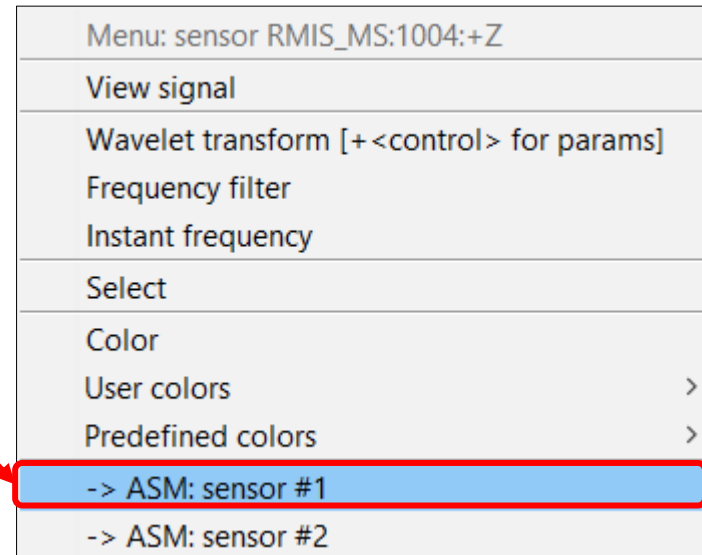 Menu: sensor RMIS_MS:1004:+Z
View signal
Wavelet transform [+<control> for params]
Frequency filter
Instant frequency
Select
Color
User colors >
Predefined colors >
-> ASM: sensor #1
-> ASM: sensor #2